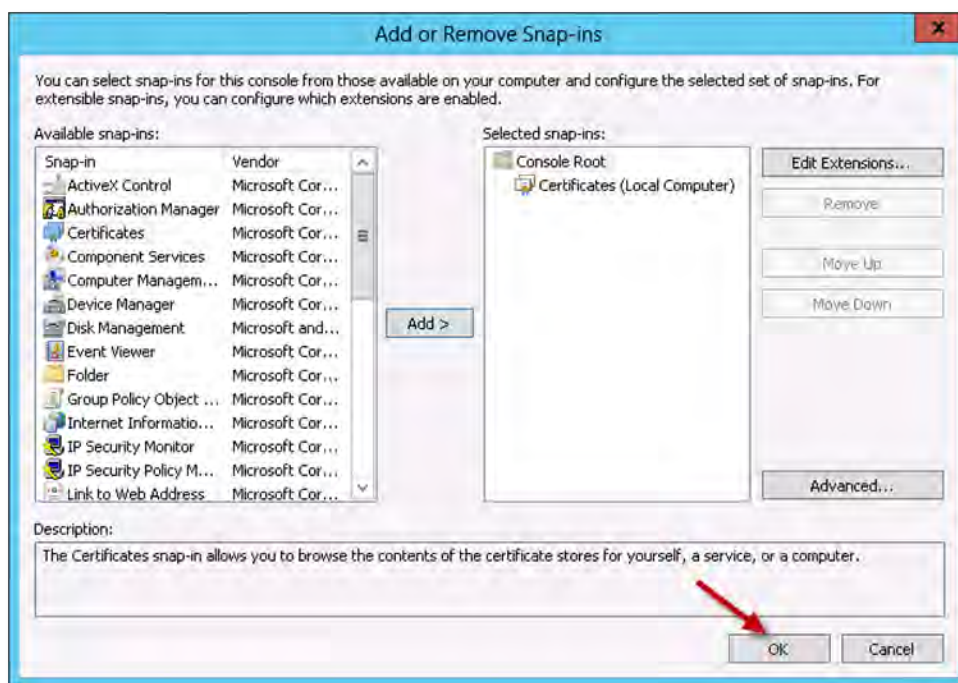 Add or Remove Snap-ins
x
You can select snap-ins for this console from those available on your computer and configure the selected set of snap-ins. For
extensible snap-ins, you can configure which extensions are enabled.
Available snap-ins:
Snap-in Vendor
ActiveX Control Microsoft Cor...
Authorization Manager Microsoft Cor...
Certificates Microsoft Cor...
Component Services Microsoft Cor...
Computer Managem... Microsoft Cor...
Device Manager Microsoft Cor...
Disk Management Microsoft and...
Event Viewer Microsoft Cor...
Folder Microsoft Cor...
Group Policy Object ... Microsoft Cor...
Internet Informatio... Microsoft Cor...
IP Security Monitor Microsoft Cor...
IP Security Policy M... Microsoft Cor...
Link to Web Address Microsoft Cor...
Add >
Selected snap-ins:
Console Root
Certificates (Local Computer)
Edit Extensions...
Remove
Move Up
Move Down
Advanced...
Description:
The Certificates snap-in allows you to browse the contents of the certificate stores for yourself, a service, or a computer.
OK Cancel